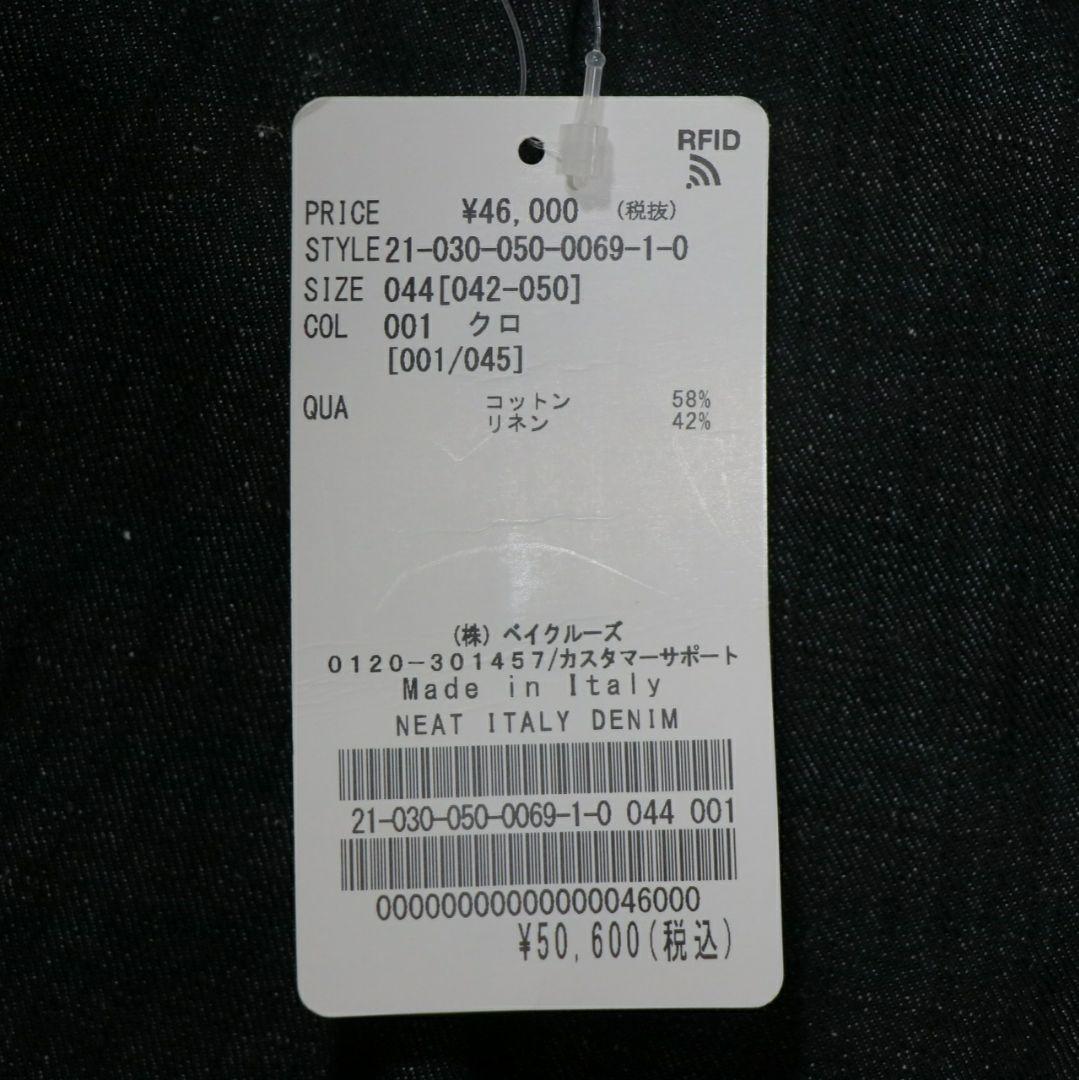 RFID
PRICE ¥46,000 (税抜)
STYLE 21-030-050-0069-1-0
SIZE 044[042-050]
COL 001 クロ
[001/045]
QUA コットン 58%
リネン 42%
(株) ベイクルーズ
0120-301457/カスタマーサポート
Made in Italy
NEAT ITALY DENIM
21-030-050-0069-1-0 044 001
00000000000000046000
¥50,600(税込)